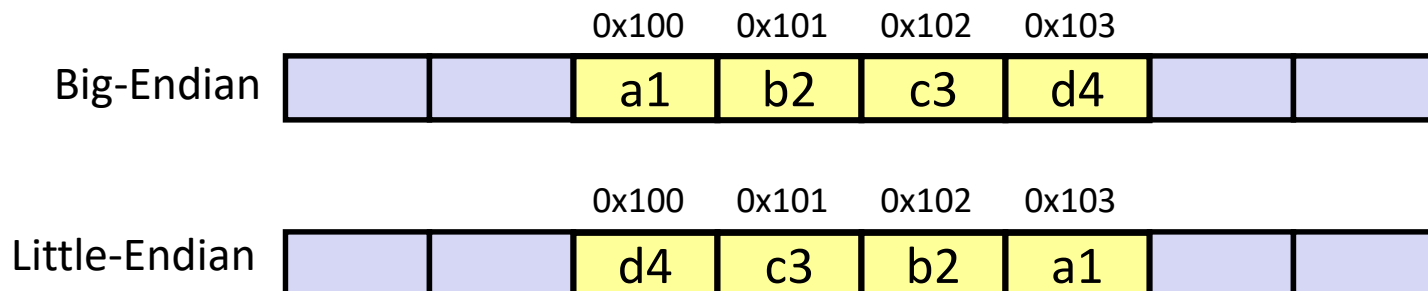 0x100 0x101 0x102 0x103
Big-Endian a1 b2 c3 d4
0x100 0x101 0x102 0x103
Little-Endian d4 c3 b2 a1